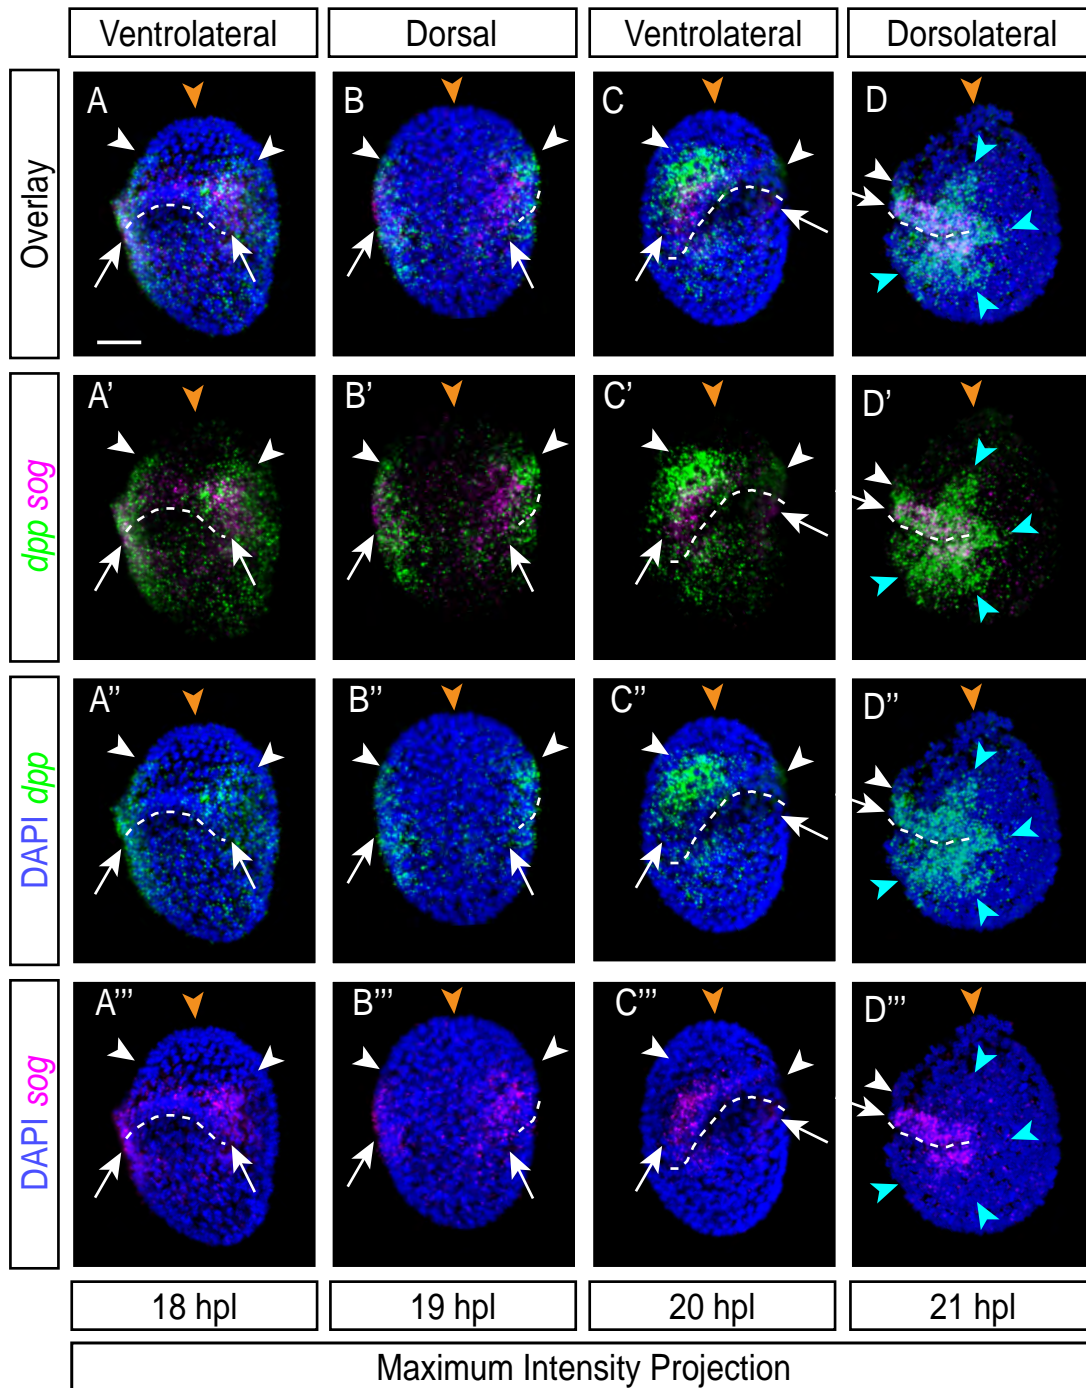 Ventrolateral Dorsal Ventrolateral Dorsolateral
Overlay
A B C D
dpp sog
A' B' C' D'
DAPI dpp
A'' B'' C'' D''
DAPI sog
A''' B''' C''' D'''
18 hpl 19 hpl 20 hpl 21 hpl
Maximum Intensity Projection